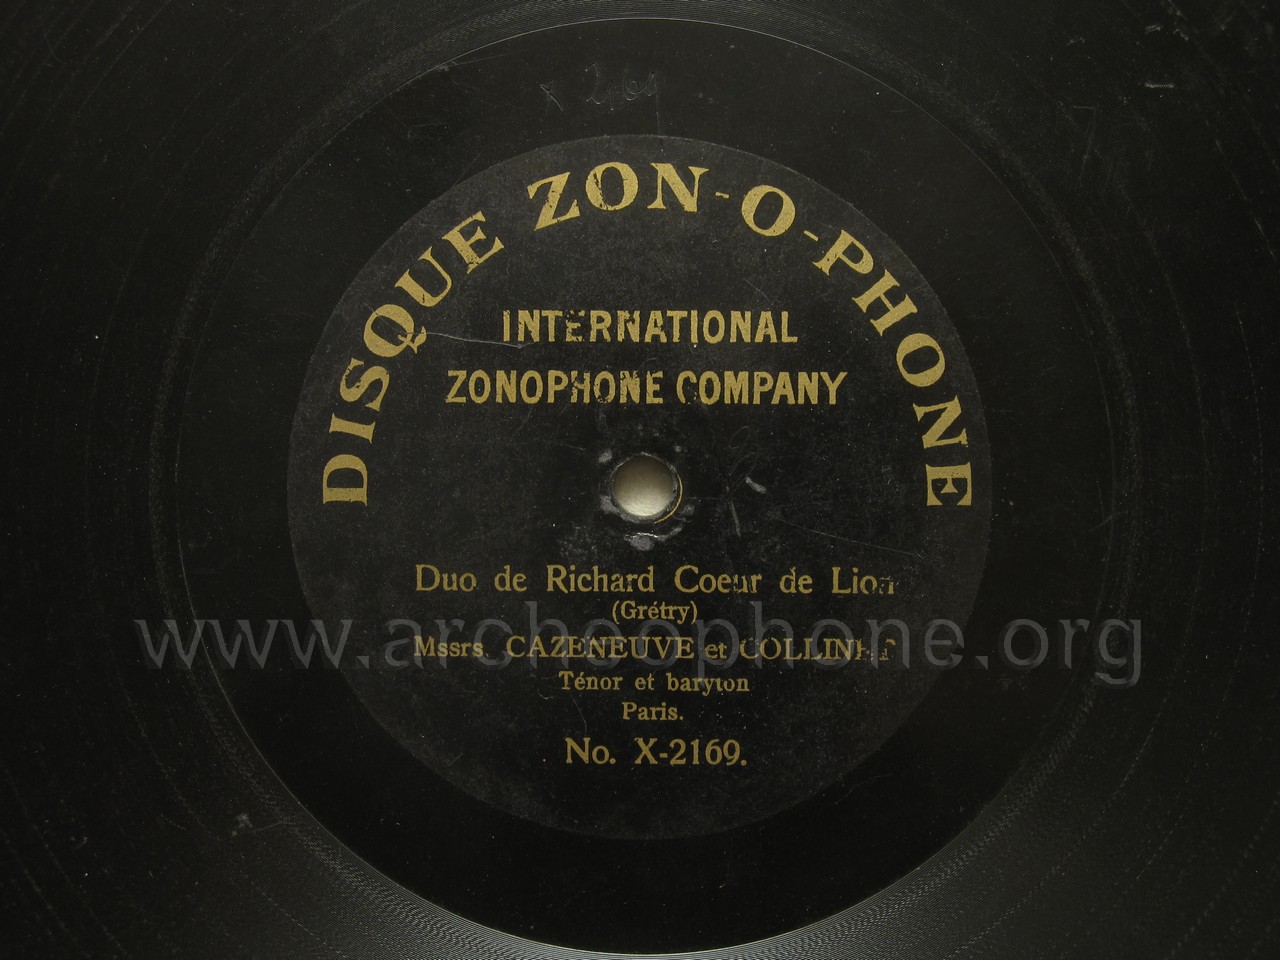 x 2169
DISQUE ZON-O-PHONE
INTERNATIONAL
ZONOPHONE COMPANY
Duo de Richard Coeur de Lion
(Grétry)
Mssrs. CAZENEUVE et COLLINET
Ténor et baryton
Paris.
No. X-2169.
www.archeophone.org